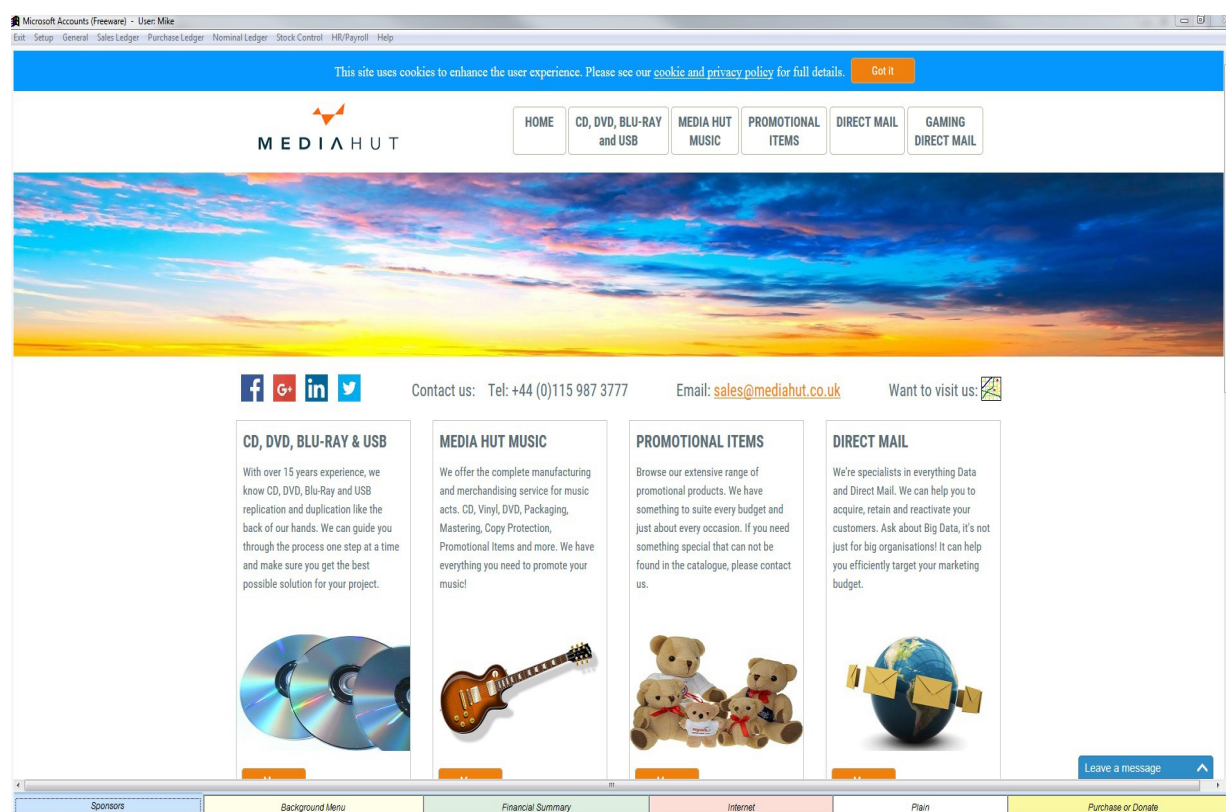 Microsoft Accounts (Freeware) - User: Mike
Exit Setup General Sales Ledger Purchase Ledger Nominal Ledger Stock Control HR/Payroll Help
This site uses cookies to enhance the user experience. Please see our cookie and privacy policy for full details. Got it
MEDIAHUT
HOME
CD, DVD, BLU-RAY
and USB
MEDIA HUT
MUSIC
PROMOTIONAL
ITEMS
DIRECT MAIL
GAMING
DIRECT MAIL
Contact us: Tel: +44 (0)115 987 3777 Email: sales@mediahut.co.uk Want to visit us:
CD, DVD, BLU-RAY & USB
With over 15 years experience, we
know CD, DVD, Blu-Ray and USB
replication and duplication like the
back of our hands. We can guide you
through the process one step at a time
and make sure you get the best
possible solution for your project.
MEDIA HUT MUSIC
We offer the complete manufacturing
and merchandising service for music
acts. CD, Vinyl, DVD, Packaging,
Mastering, Copy Protection,
Promotional Items and more. We have
everything you need to promote your
music!
PROMOTIONAL ITEMS
Browse our extensive range of
promotional products. We have
something to suite every budget and
just about every occasion. If you need
something special that can not be
found in the catalogue, please contact
us.
DIRECT MAIL
We're specialists in everything Data
and Direct Mail. We can help you to
acquire, retain and reactivate your
customers. Ask about Big Data, it's not
just for big organisations! It can help
you efficiently target your marketing
budget.
Leave a message
Sponsors
Background Menu
Financial Summary
Internet
Plain
Purchase or Donate